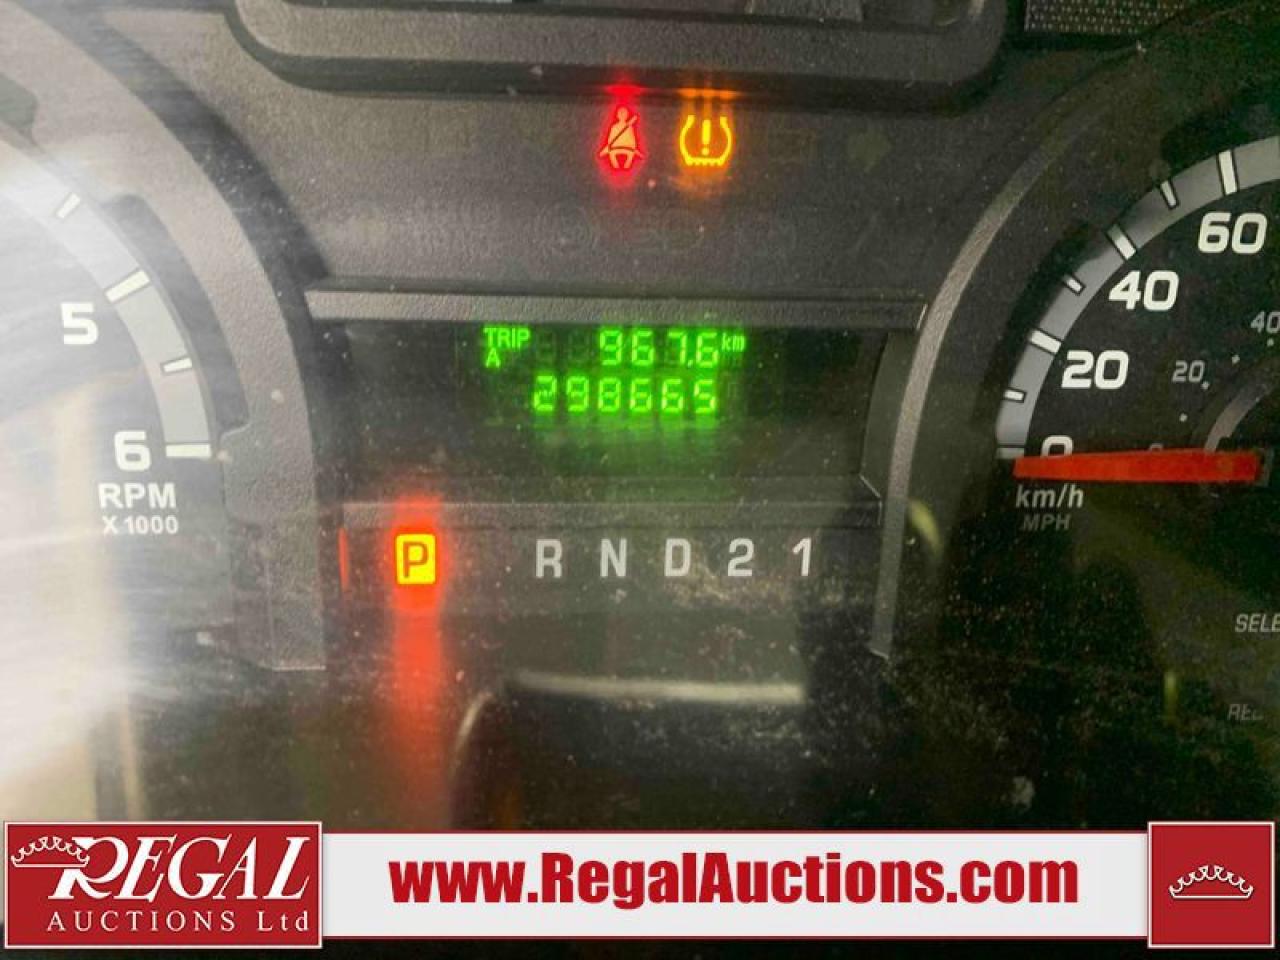 TRIP
A
967.6 km
298665
60
40
20
0
km/h
MPH
40
20
5
6
RPM
X 1000
P R N D 2 1
REGAL
AUCTIONS Ltd
www.RegalAuctions.com